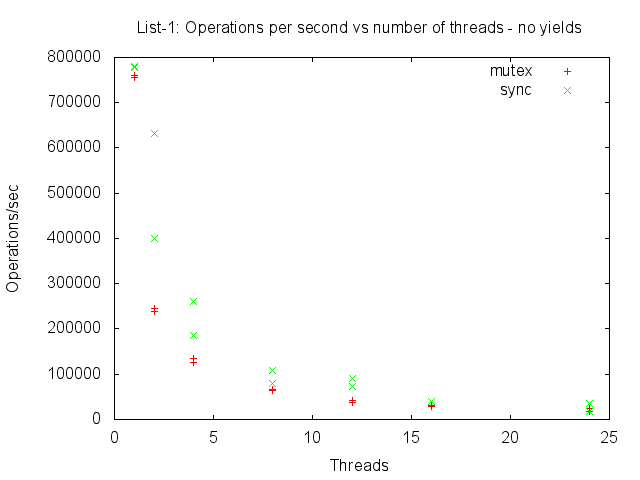 List-1: Operations per second vs number of threads - no yields
800000
700000
600000
500000
400000
300000
200000
100000
0
mutex
sync
Operations/sec
0 5 10 15 20 25
Threads